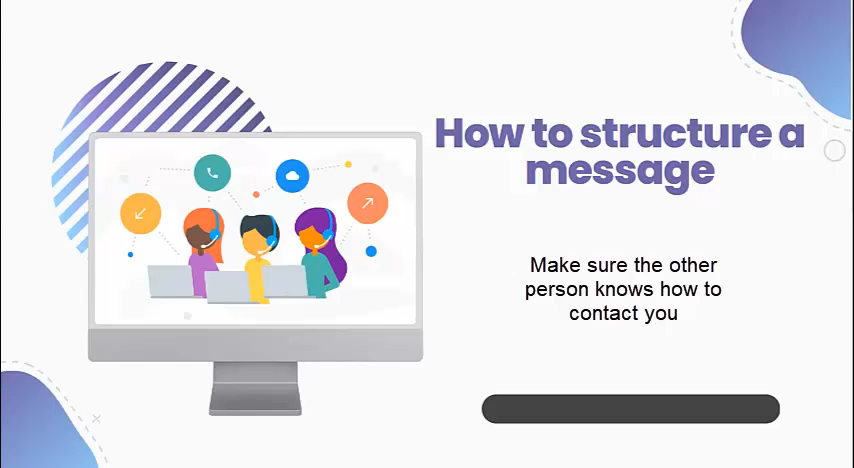 How to structure a
message
Make sure the other
person knows how to
contact you